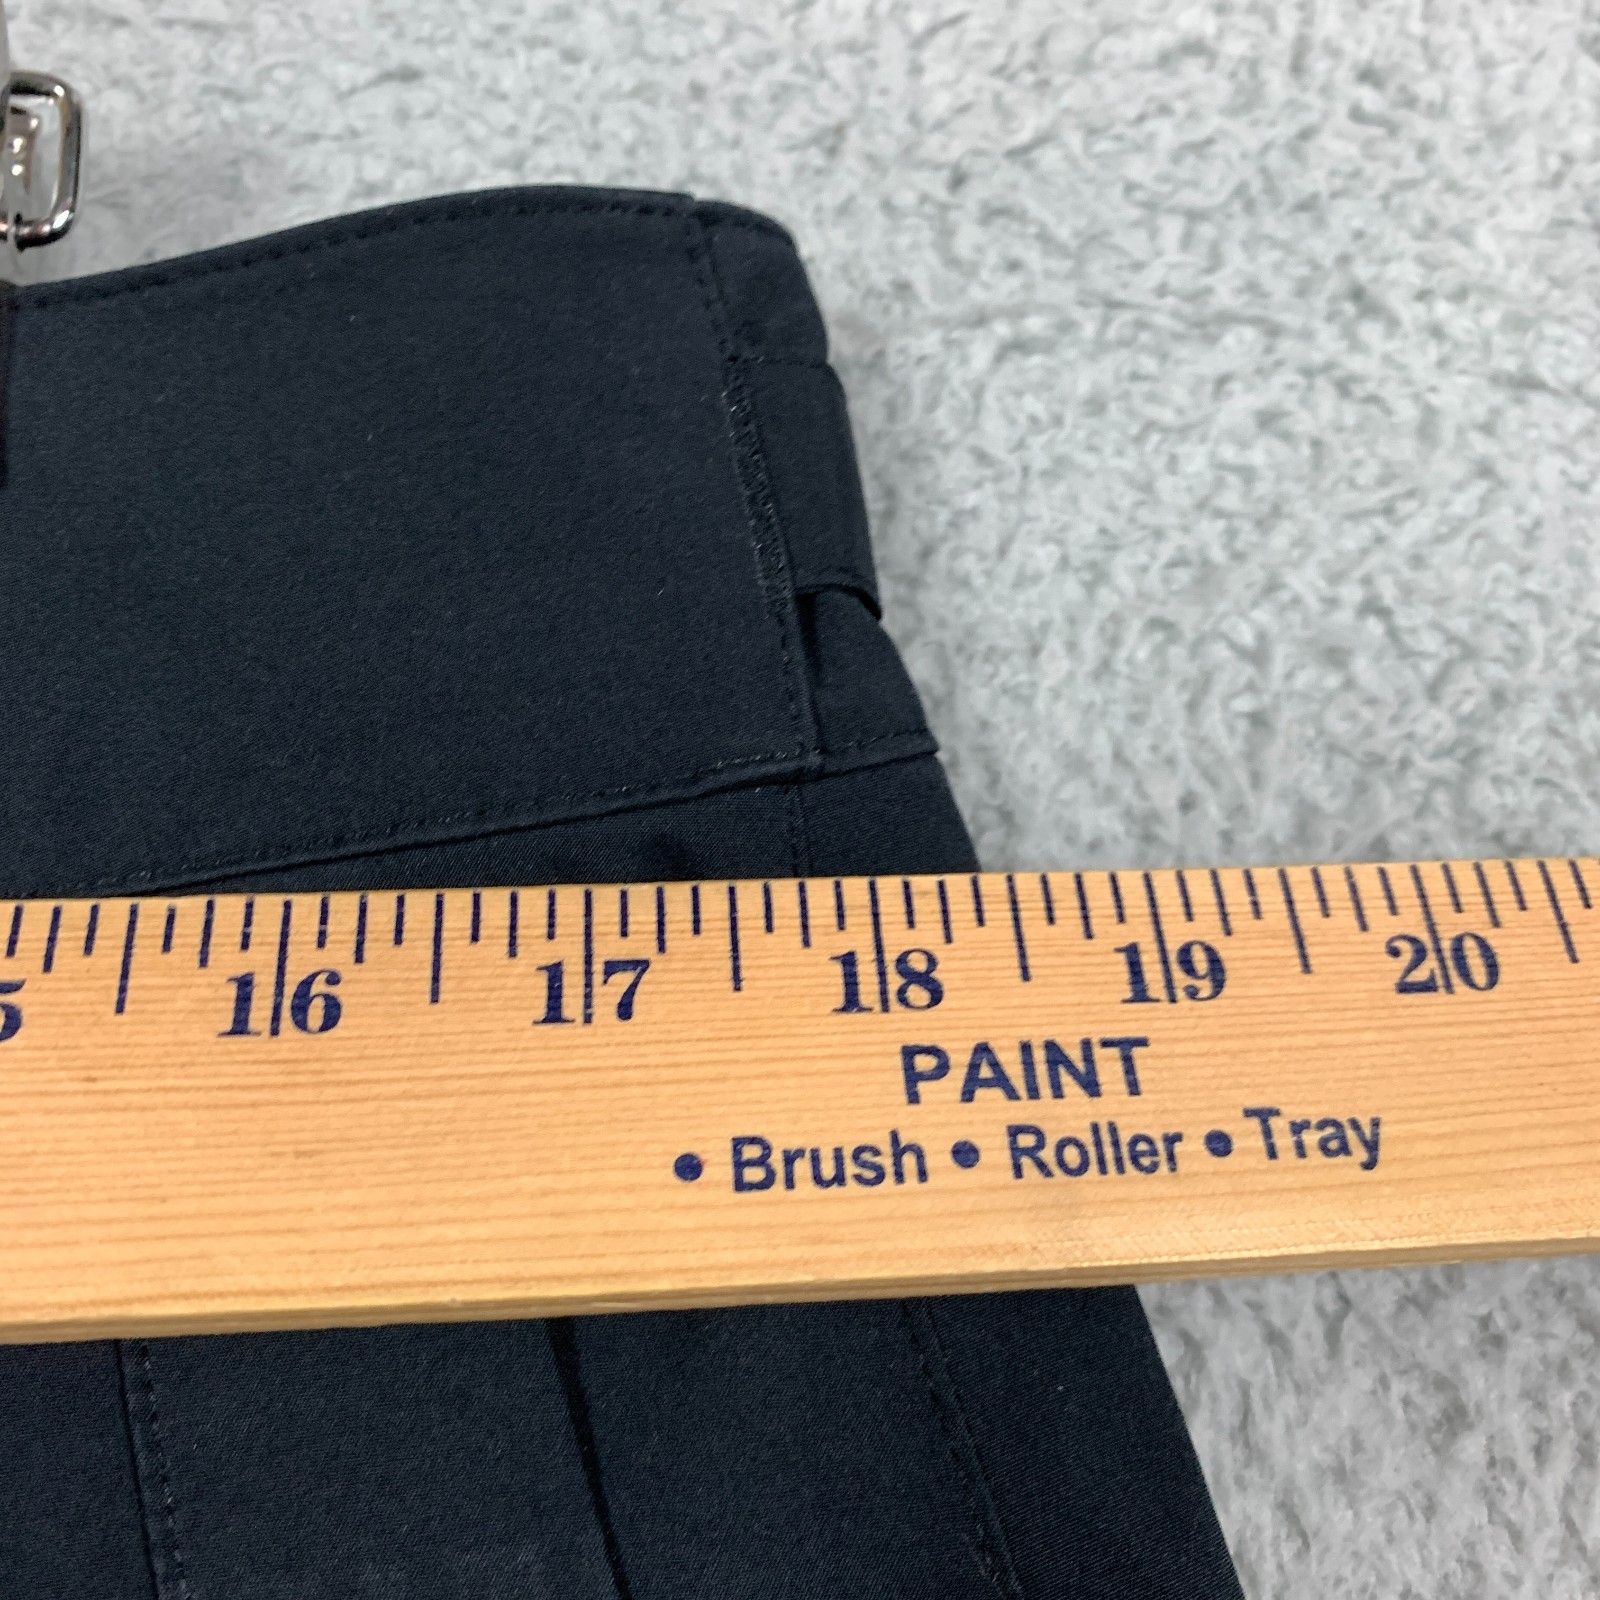 5 16 17 18 19 20
PAINT
• Brush • Roller • Tray